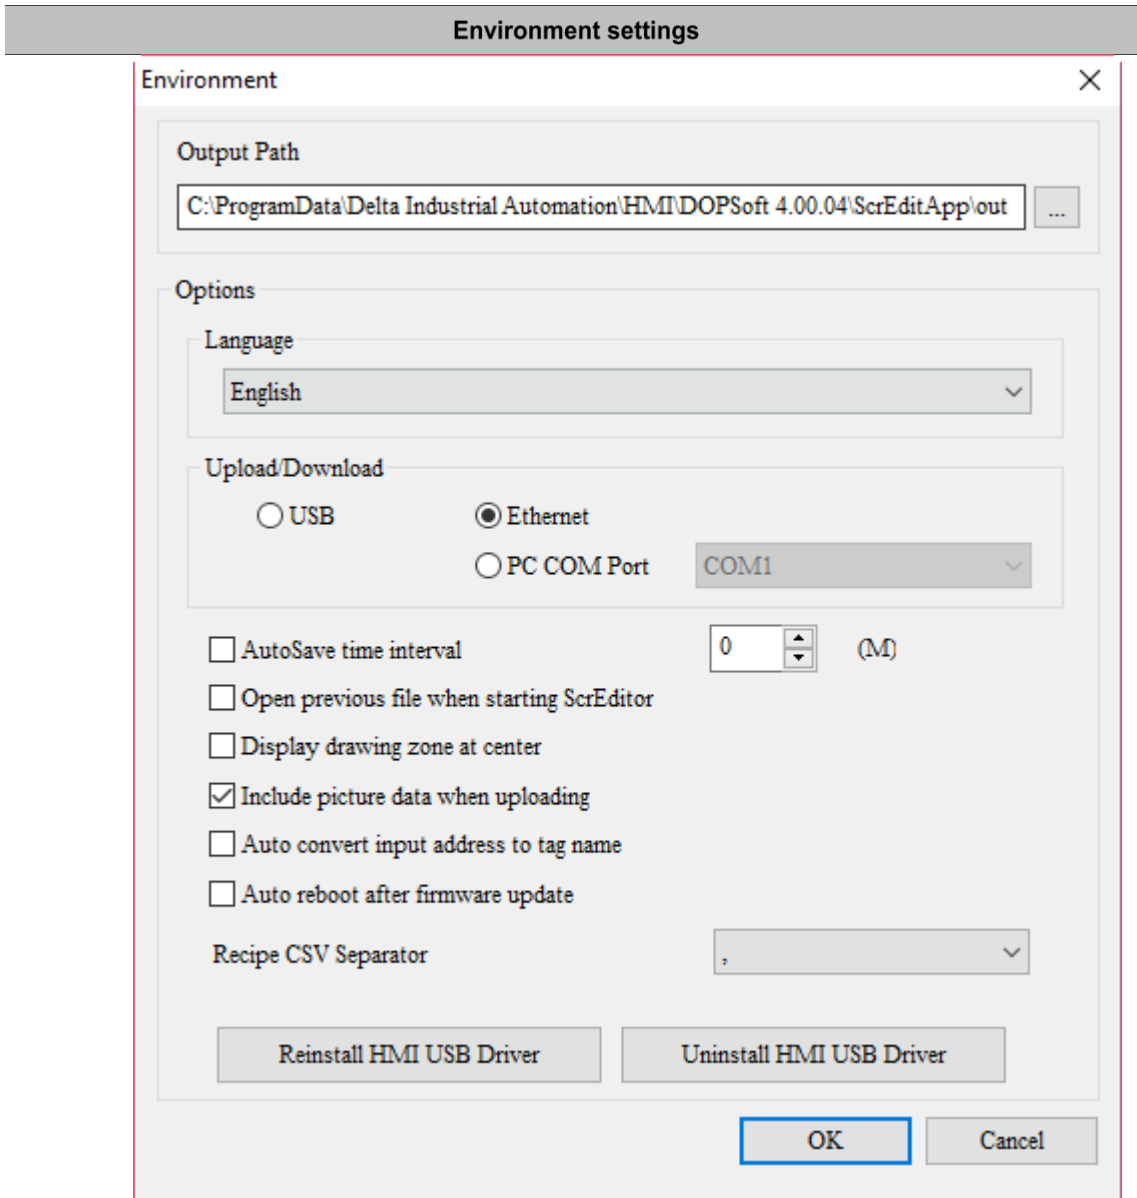 Environment settings
Environment
Output Path
C:\ProgramData\Delta Industrial Automation\HMI\DOPSoft 4.00.04\ScrEditApp\out
...
Options
Language
English
Upload/Download
USB
Ethernet
PC COM Port
COM1
AutoSave time interval
0
(M)
Open previous file when starting ScrEditor
Display drawing zone at center
Include picture data when uploading
Auto convert input address to tag name
Auto reboot after firmware update
Recipe CSV Separator
,
Reinstall HMI USB Driver
Uninstall HMI USB Driver
OK
Cancel